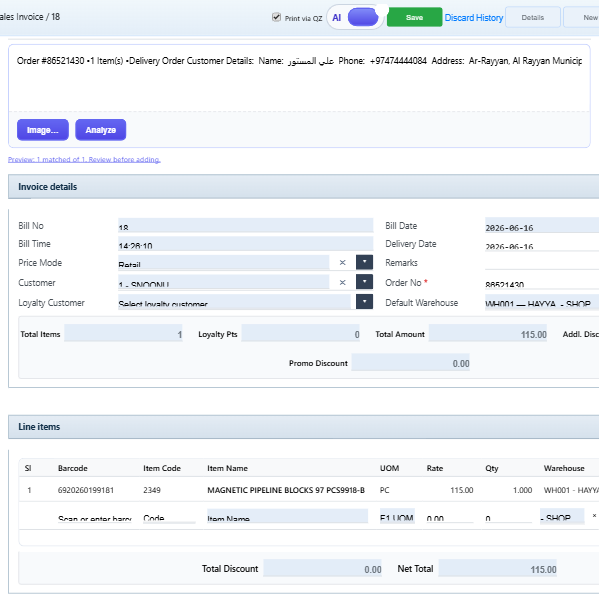 ales Invoice / 18
Print via QZ
AI
Save
Discard History
Details
New
Order #86521430 •1 Item(s) •Delivery Order Customer Details: Name: علي المستور Phone: +97474444084 Address: Ar-Rayyan, Al Rayyan Municip
Image...
Analyze
Preview: 1 matched of 1. Review before adding.
Invoice details
Bill No 18
Bill Date 2026-06-16
Bill Time 14:26:10
Delivery Date 2026-06-16
Price Mode Retail
Remarks
Customer 1 - SNOONU
Order No * 86521430
Loyalty Customer Select loyalty customer
Default Warehouse WH001 — HAYYA - SHOP
Total Items 1 Loyalty Pts 0 Total Amount 115.00 Addl. Disc
Promo Discount 0.00
Line items
Sl Barcode Item Code Item Name UOM Rate Qty Warehouse
1 6920260199181 2349 MAGNETIC PIPELINE BLOCKS 97 PCS9918-B PC 115.00 1.000 WH001 - HAYYA
Scan or enter barc Code Item Name F1 UOM 0.00 0 - SHOP ×
Total Discount 0.00 Net Total 115.00